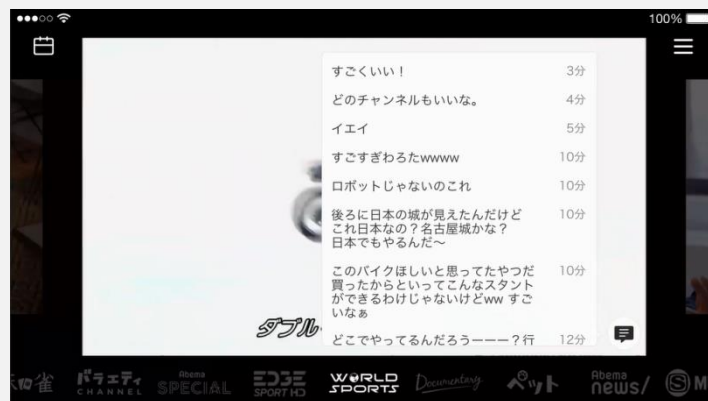 100%
すごくいい！ 3分
どのチャンネルもいいな。 4分
イエイ 5分
すごすぎわろたwwww 10分
ロボットじゃないのこれ 10分
後ろに日本の城が見えたんだけど 10分
これ日本なの？名古屋城かな？
日本でもやるんだ〜
このバイクほしいと思ってたやつだ 10分
買ったからといってこんなスタント
ができるわけじゃないけどww すご
いなぁ
どこでやってるんだろうーーー？行 12分
ダブル
雀 バラエティ CHANNEL Abema SPECIAL EDGE SPORT HD WORLD SPORTS Documentary ペット Abema news/ S M